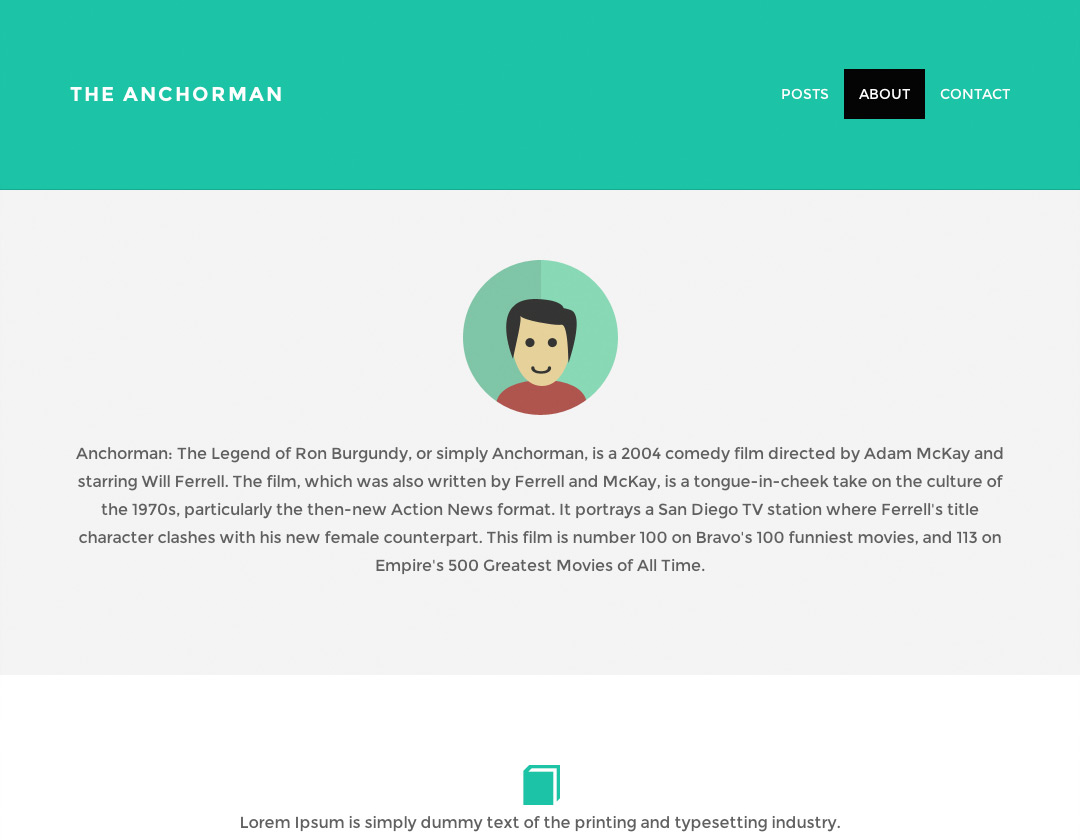 THE ANCHORMAN
POSTS ABOUT CONTACT
Anchorman: The Legend of Ron Burgundy, or simply Anchorman, is a 2004 comedy film directed by Adam McKay and
starring Will Ferrell. The film, which was also written by Ferrell and McKay, is a tongue-in-cheek take on the culture of
the 1970s, particularly the then-new Action News format. It portrays a San Diego TV station where Ferrell's title
character clashes with his new female counterpart. This film is number 100 on Bravo's 100 funniest movies, and 113 on
Empire's 500 Greatest Movies of All Time.
Lorem Ipsum is simply dummy text of the printing and typesetting industry.